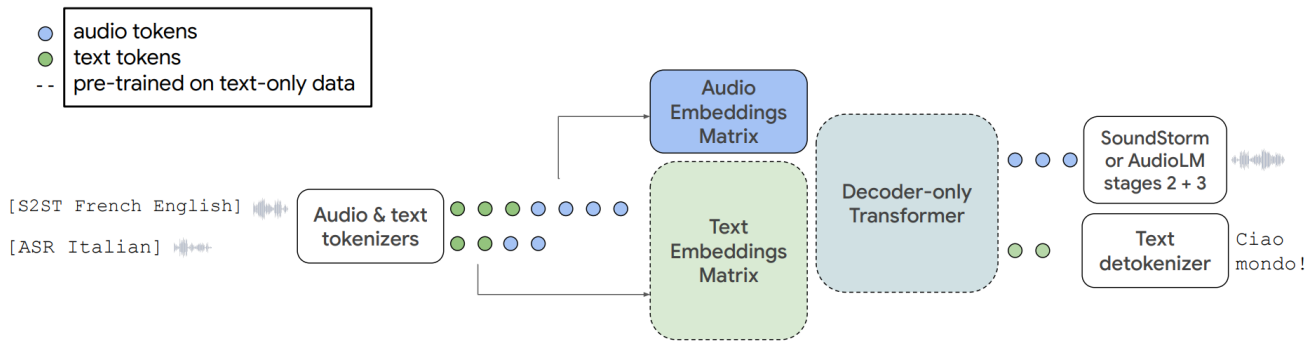 audio tokens
text tokens
-- pre-trained on text-only data
[S2ST French English]
[ASR Italian]
Audio & text
tokenizers
Audio
Embeddings
Matrix
Text
Embeddings
Matrix
Decoder-only
Transformer
SoundStorm
or AudioLM
stages 2 + 3
Text
detokenizer
Ciao
mondo!